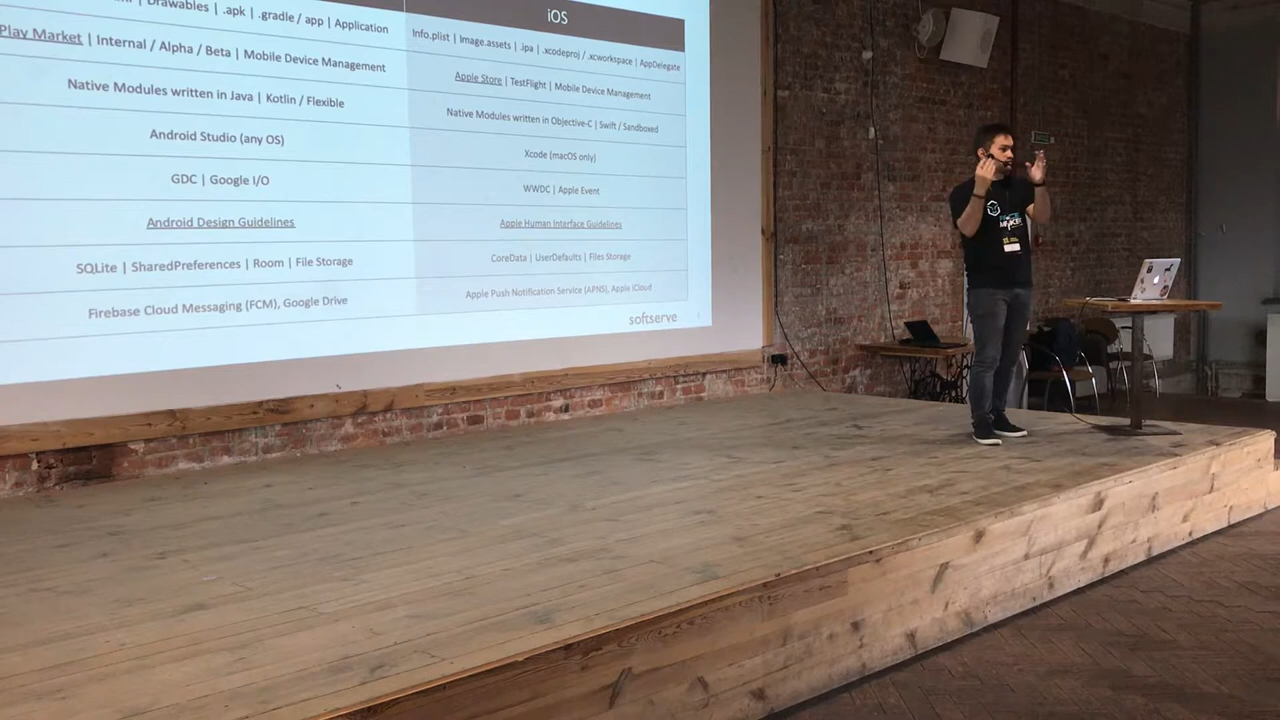 Drawables | .apk | .gradle / app | Application
iOS
Info.plist | Image.assets | .ipa | .xcodeproj / .xcworkspace | AppDelegate
Play Market | Internal / Alpha / Beta | Mobile Device Management
Apple Store | TestFlight | Mobile Device Management
Native Modules written in Java | Kotlin / Flexible
Native Modules written in Objective-C | Swift / Sandboxed
Android Studio (any OS)
Xcode (macOS only)
GDC | Google I/O
WWDC | Apple Event
Android Design Guidelines
Apple Human Interface Guidelines
SQLite | SharedPreferences | Room | File Storage
CoreData | UserDefaults | Files Storage
Firebase Cloud Messaging (FCM), Google Drive
Apple Push Notification Service (APNS), Apple iCloud
softserve